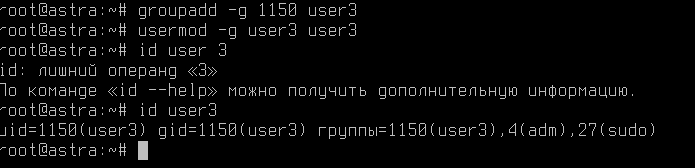 root@astra:~# groupadd -g 1150 user3
root@astra:~# usermod -g user3 user3
root@astra:~# id user 3
id: лишний операнд «3»
По команде «id --help» можно получить дополнительную информацию.
root@astra:~# id user3
uid=1150(user3) gid=1150(user3) группы=1150(user3),4(adm),27(sudo)
root@astra:~#